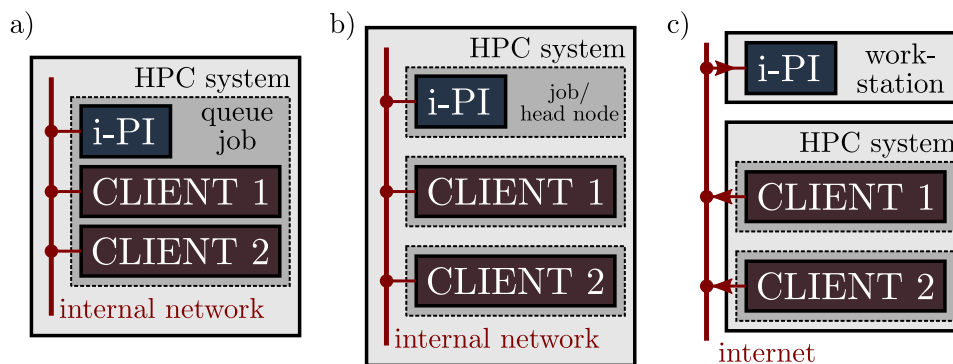 a)
HPC system
i-PI
queue
job
CLIENT 1
CLIENT 2
internal network
b)
HPC system
i-PI
job/
head node
CLIENT 1
CLIENT 2
internal network
c)
i-PI
work-
station
HPC system
CLIENT 1
CLIENT 2
internet